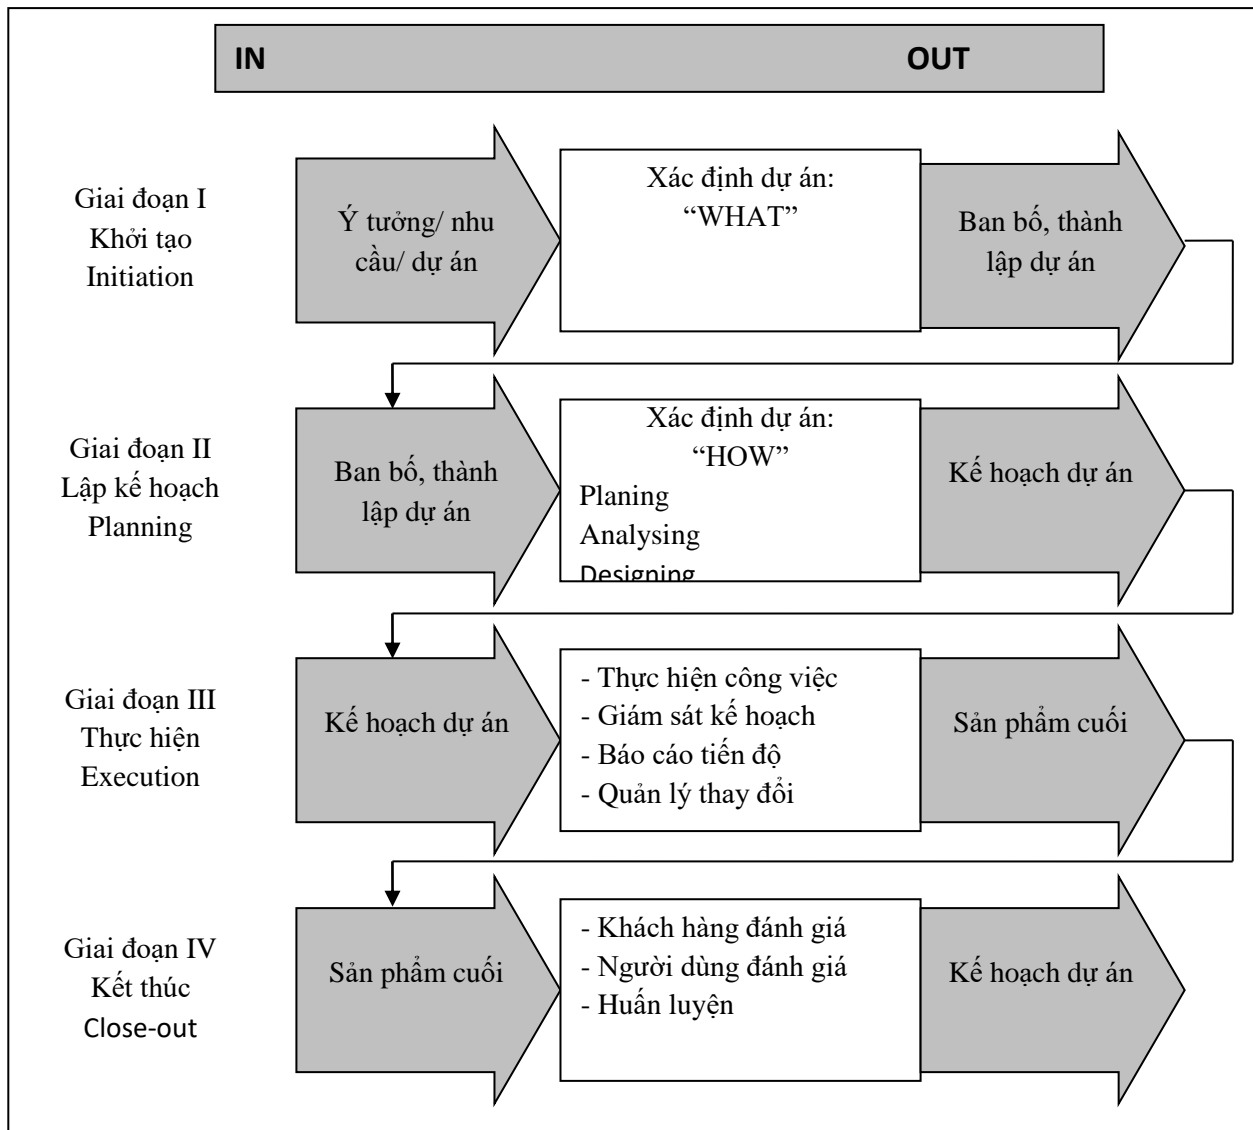 IN OUT
Giai đoạn I
Khởi tạo
Initiation
Ý tưởng/ nhu
cầu/ dự án
Xác định dự án:
“WHAT”
Ban bố, thành
lập dự án
Giai đoạn II
Lập kế hoạch
Planning
Ban bố, thành
lập dự án
Xác định dự án:
“HOW”
Planing
Analysing
Designing
Kế hoạch dự án
Giai đoạn III
Thực hiện
Execution
Kế hoạch dự án
- Thực hiện công việc
- Giám sát kế hoạch
- Báo cáo tiến độ
- Quản lý thay đổi
Sản phẩm cuối
Giai đoạn IV
Kết thúc
Close-out
Sản phẩm cuối
- Khách hàng đánh giá
- Người dùng đánh giá
- Huấn luyện
Kế hoạch dự án